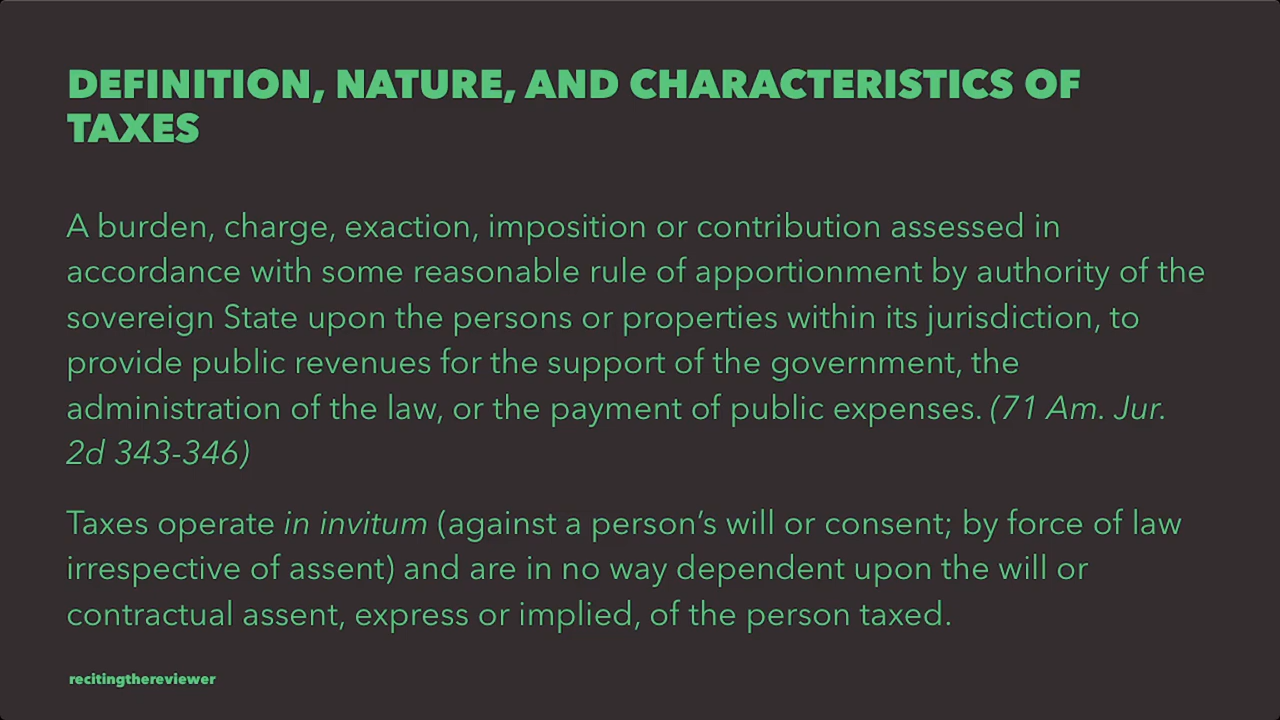 DEFINITION, NATURE, AND CHARACTERISTICS OF
TAXES
A burden, charge, exaction, imposition or contribution assessed in
accordance with some reasonable rule of apportionment by authority of the
sovereign State upon the persons or properties within its jurisdiction, to
provide public revenues for the support of the government, the
administration of the law, or the payment of public expenses. (71 Am. Jur.
2d 343-346)
Taxes operate in invitum (against a person’s will or consent; by force of law
irrespective of assent) and are in no way dependent upon the will or
contractual assent, express or implied, of the person taxed.
recitingthereviewer